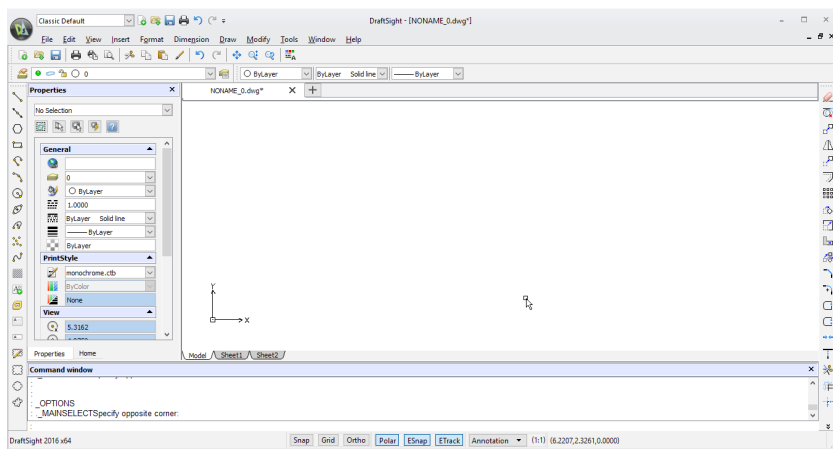 Classic Default
DraftSight - [NONAME_0.dwg*]
File Edit View Insert Format Dimension Draw Modify Tools Window Help
0 ByLayer ByLayer Solid line ByLayer
Properties
NONAME_0.dwg*
No Selection
General
0
ByLayer
1.0000
ByLayer Solid line
ByLayer
ByLayer
PrintStyle
monochrome.ctb
ByColor
None
View
5.3162
Y
X
Properties Home
Model Sheet1 Sheet2
Command window
:
:
: _OPTIONS
: _MAINSELECTSpecify opposite corner:
:
DraftSight 2016 x64
Snap Grid Ortho Polar ESnap ETrack Annotation (1:1) (6.2207,2.3261,0.0000)